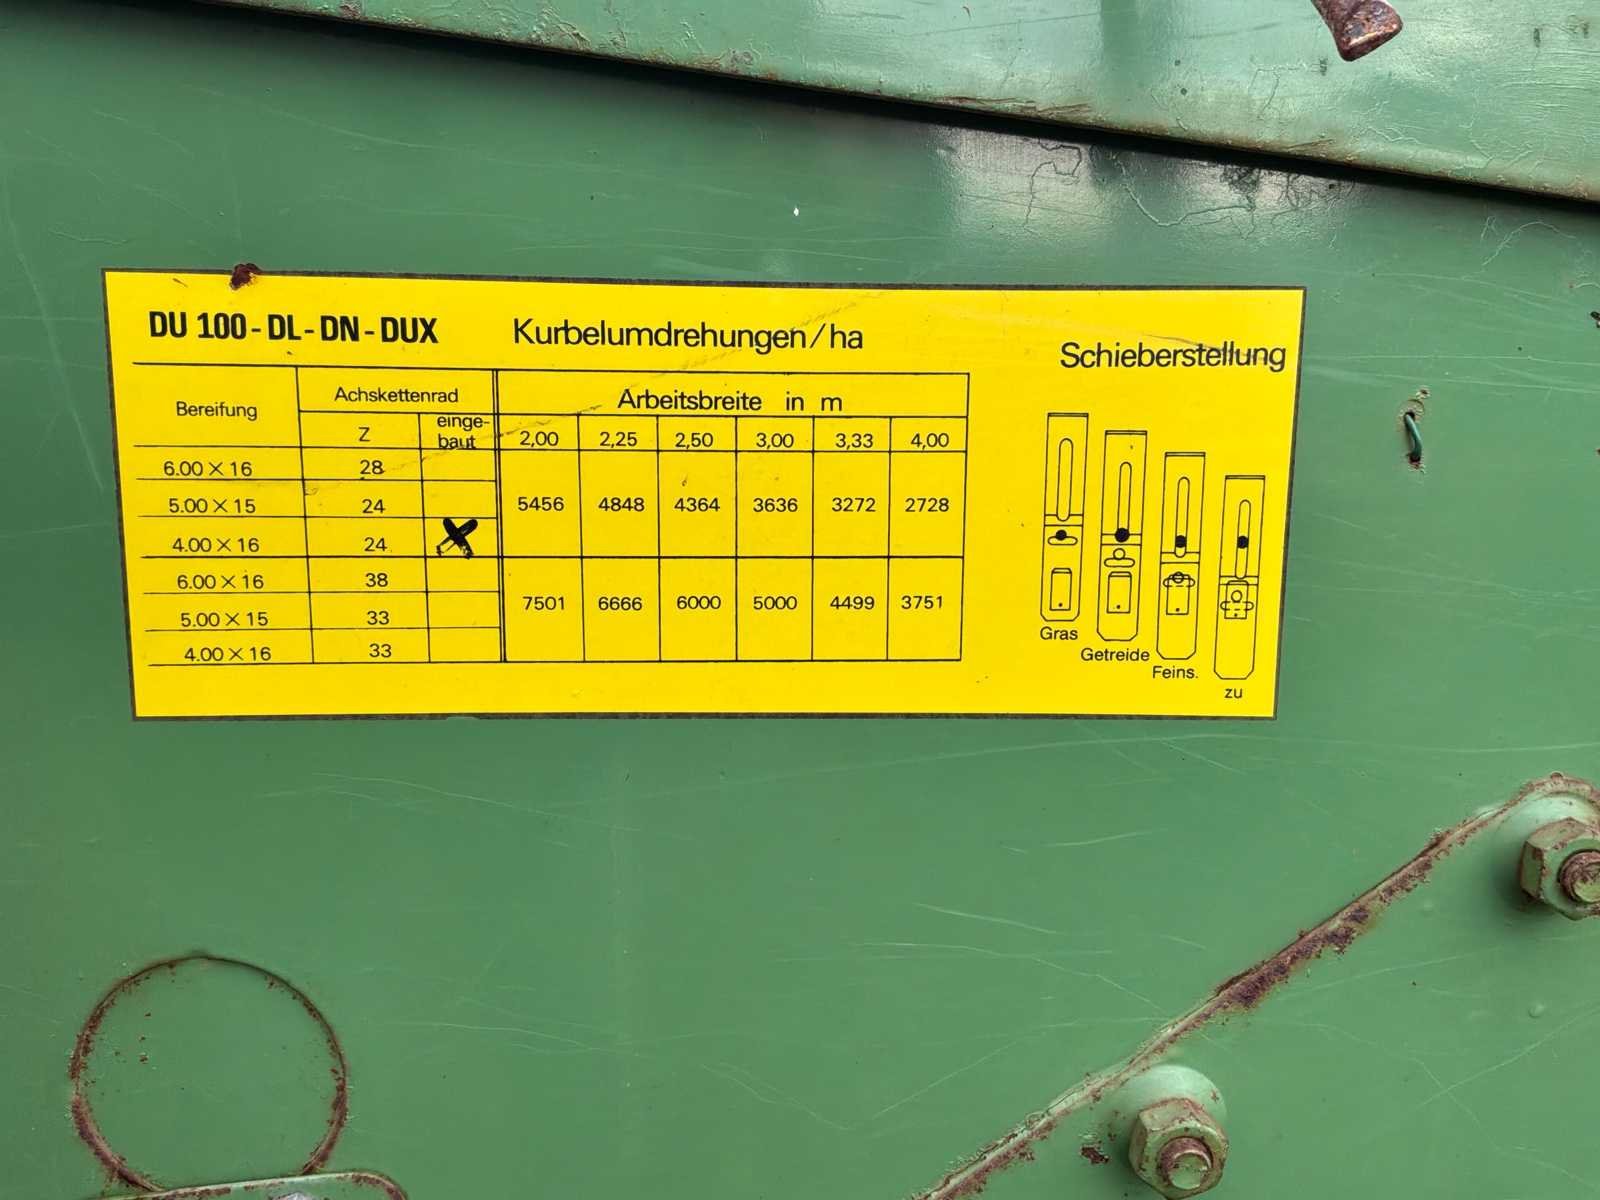 DU 100 - DL - DN - DUX Kurbelumdrehungen/ha Schieberstellung
Bereifung Achskettenrad Arbeitsbreite in m
Z einge-
baut 2,00 2,25 2,50 3,00 3,33 4,00
6.00 × 16 28
5.00 × 15 24 5456 4848 4364 3636 3272 2728
4.00 × 16 24 X
6.00 × 16 38
7501 6666 6000 5000 4499 3751
5.00 × 15 33
4.00 × 16 33
Gras
Getreide
Feins.
zu